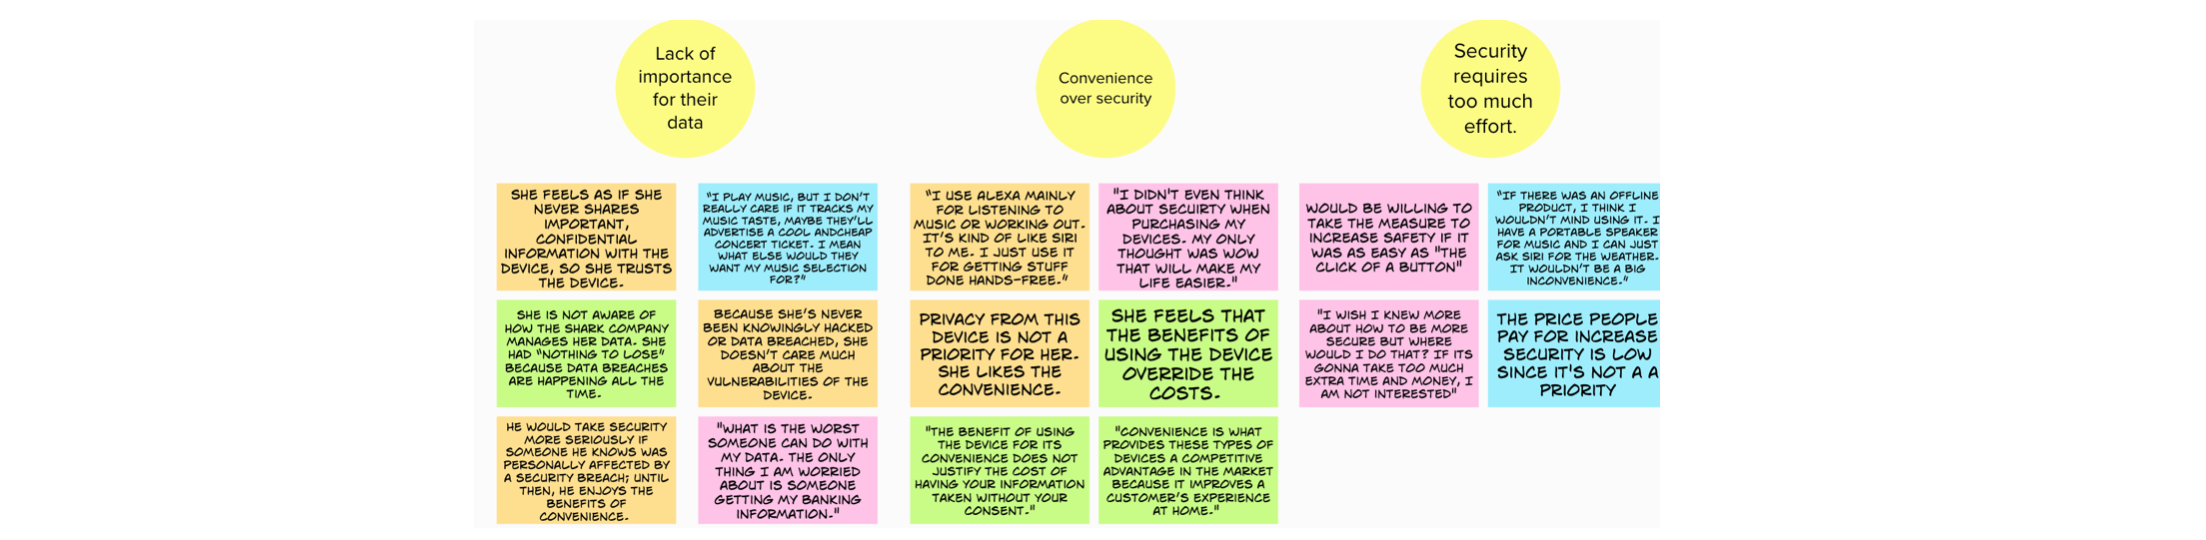 Lack of
importance
for their
data
Convenience
over security
Security
requires
too much
effort.
SHE FEELS AS IF SHE
NEVER SHARES
IMPORTANT,
CONFIDENTIAL
INFORMATION WITH THE
DEVICE, SO SHE TRUSTS
THE DEVICE.
"I PLAY MUSIC, BUT I DON'T
REALLY CARE IF IT TRACKS MY
MUSIC TASTE, MAYBE THEY'LL
ADVERTISE A COOL ANDCHEAP
CONCERT TICKET. I MEAN
WHAT ELSE WOULD THEY
WANT MY MUSIC SELECTION
FOR?"
"I USE ALEXA MAINLY
FOR LISTENING TO
MUSIC OR WORKING OUT.
IT'S KIND OF LIKE SIRI
TO ME. I JUST USE IT
FOR GETTING STUFF
DONE HANDS-FREE."
"I DIDN'T EVEN THINK
ABOUT SECUIRTY WHEN
PURCHASING MY
DEVICES. MY ONLY
THOUGHT WAS WOW
THAT WILL MAKE MY
LIFE EASIER."
WOULD BE WILLING TO
TAKE THE MEASURE TO
INCREASE SAFETY IF IT
WAS AS EASY AS "THE
CLICK OF A BUTTON"
"IF THERE WAS AN OFFLINE
PRODUCT, I THINK I
WOULDN'T MIND USING IT. I
HAVE A PORTABLE SPEAKER
FOR MUSIC AND I CAN JUST
ASK SIRI FOR THE WEATHER.
IT WOULDN'T BE A BIG
INCONVENIENCE."
SHE IS NOT AWARE OF
HOW THE SHARK COMPANY
MANAGES HER DATA. SHE
HAD "NOTHING TO LOSE"
BECAUSE DATA BREACHES
ARE HAPPENING ALL THE
TIME.
BECAUSE SHE'S NEVER
BEEN KNOWINGLY HACKED
OR DATA BREACHED, SHE
DOESN'T CARE MUCH
ABOUT THE
VULNERABILITIES OF THE
DEVICE.
PRIVACY FROM THIS
DEVICE IS NOT A
PRIORITY FOR HER.
SHE LIKES THE
CONVENIENCE.
SHE FEELS THAT
THE BENEFITS OF
USING THE DEVICE
OVERRIDE THE
COSTS.
"I WISH I KNEW MORE
ABOUT HOW TO BE MORE
SECURE BUT WHERE
WOULD I DO THAT? IF ITS
GONNA TAKE TOO MUCH
EXTRA TIME AND MONEY, I
AM NOT INTERESTED"
THE PRICE PEOPLE
PAY FOR INCREASE
SECURITY IS LOW
SINCE IT'S NOT A A
PRIORITY
HE WOULD TAKE SECURITY
MORE SERIOUSLY IF
SOMEONE HE KNOWS WAS
PERSONALLY AFFECTED BY
A SECURITY BREACH; UNTIL
THEN, HE ENJOYS THE
BENEFITS OF
CONVENIENCE.
"WHAT IS THE WORST
SOMEONE CAN DO WITH
MY DATA. THE ONLY
THING I AM WORRIED
ABOUT IS SOMEONE
GETTING MY BANKING
INFORMATION."
"THE BENEFIT OF USING
THE DEVICE FOR ITS
CONVENIENCE DOES NOT
JUSTIFY THE COST OF
HAVING YOUR INFORMATION
TAKEN WITHOUT YOUR
CONSENT."
"CONVENIENCE IS WHAT
PROVIDES THESE TYPES OF
DEVICES A COMPETITIVE
ADVANTAGE IN THE MARKET
BECAUSE IT IMPROVES A
CUSTOMER'S EXPERIENCE
AT HOME."